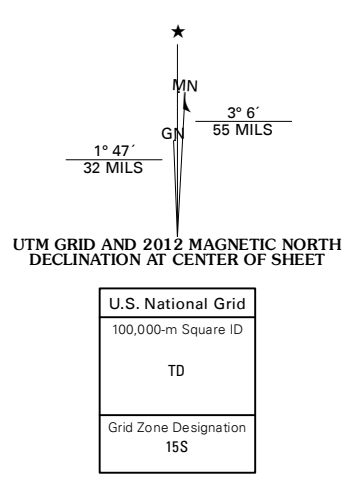 ★
MN
3° 6´
55 MILS
GN
1° 47´
32 MILS
UTM GRID AND 2012 MAGNETIC NORTH
DECLINATION AT CENTER OF SHEET
U.S. National Grid
100,000-m Square ID
TD
Grid Zone Designation
15S